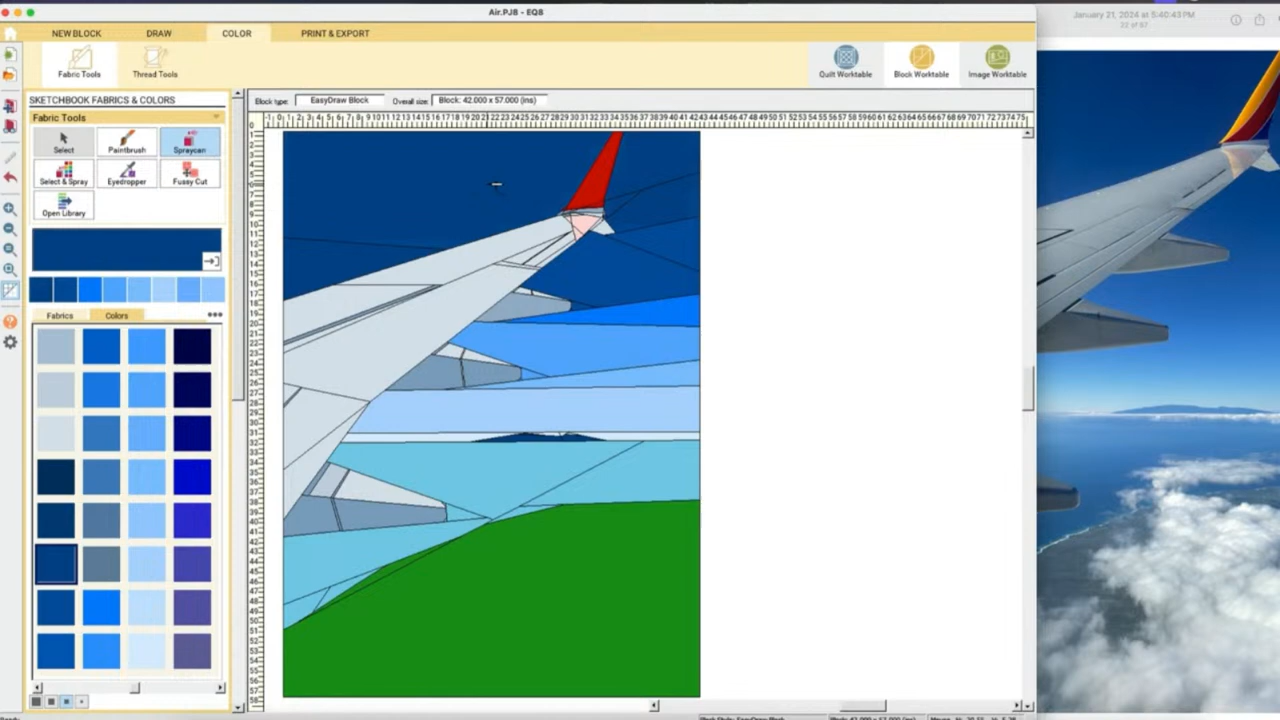 Air.PJ8 - EQ8
January 21, 2024 at 5:40:43 PM
NEW BLOCK
DRAW
COLOR
PRINT & EXPORT
Fabric Tools
Thread Tools
Quilt Worktable
Block Worktable
Image Worktable
SKETCHBOOK FABRICS & COLORS
Block type:
EasyDraw Block
Overall size:
Block: 42.000 x 57.000 (ins)
Fabric Tools
Select
Paintbrush
Spraycan
Select & Spray
Eyedropper
Fussy Cut
Open Library
Fabrics
Colors